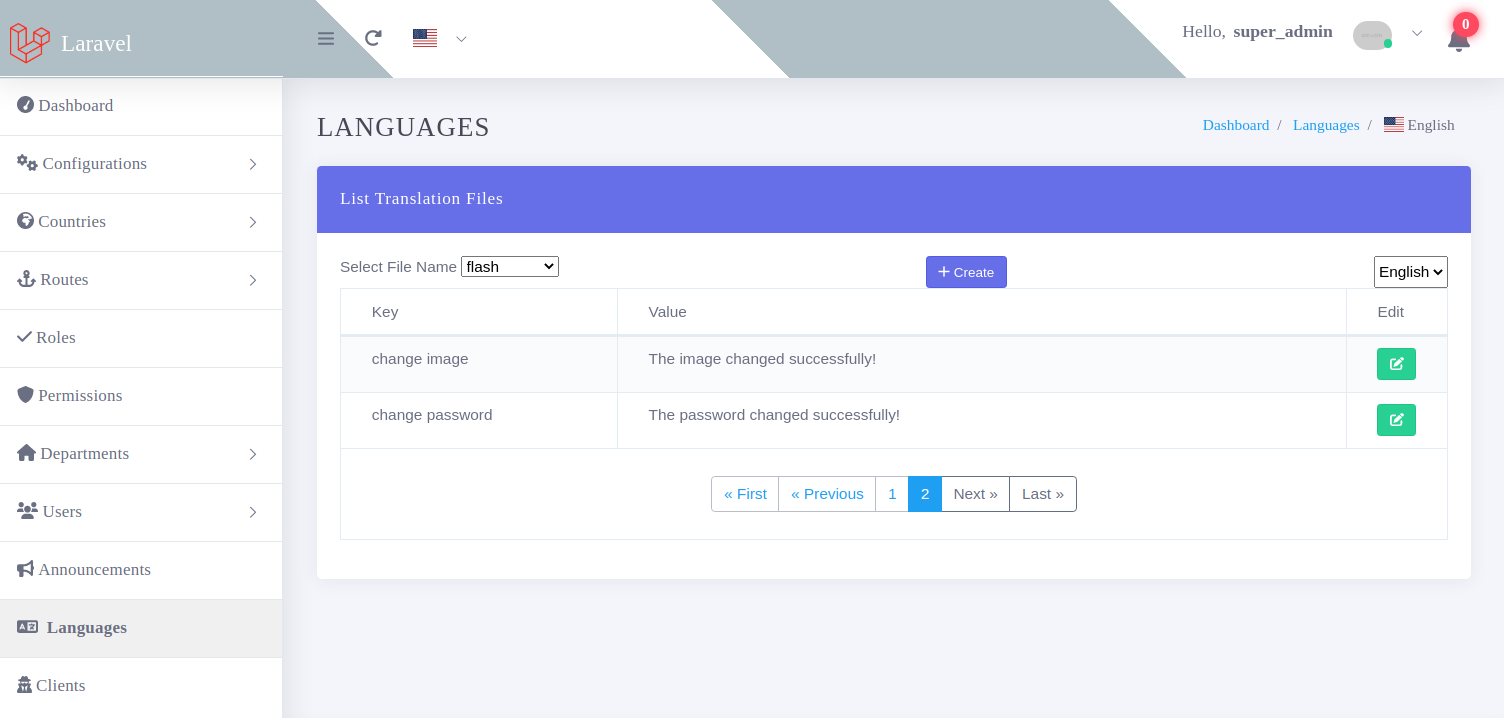 Laravel
Hello, super_admin
0
Dashboard
Configurations
Countries
Routes
Roles
Permissions
Departments
Users
Announcements
Languages
Clients
LANGUAGES
Dashboard / Languages / English
List Translation Files
Select File Name flash
+ Create
English
Key Value Edit
change image The image changed successfully!
change password The password changed successfully!
« First « Previous 1 2 Next » Last »